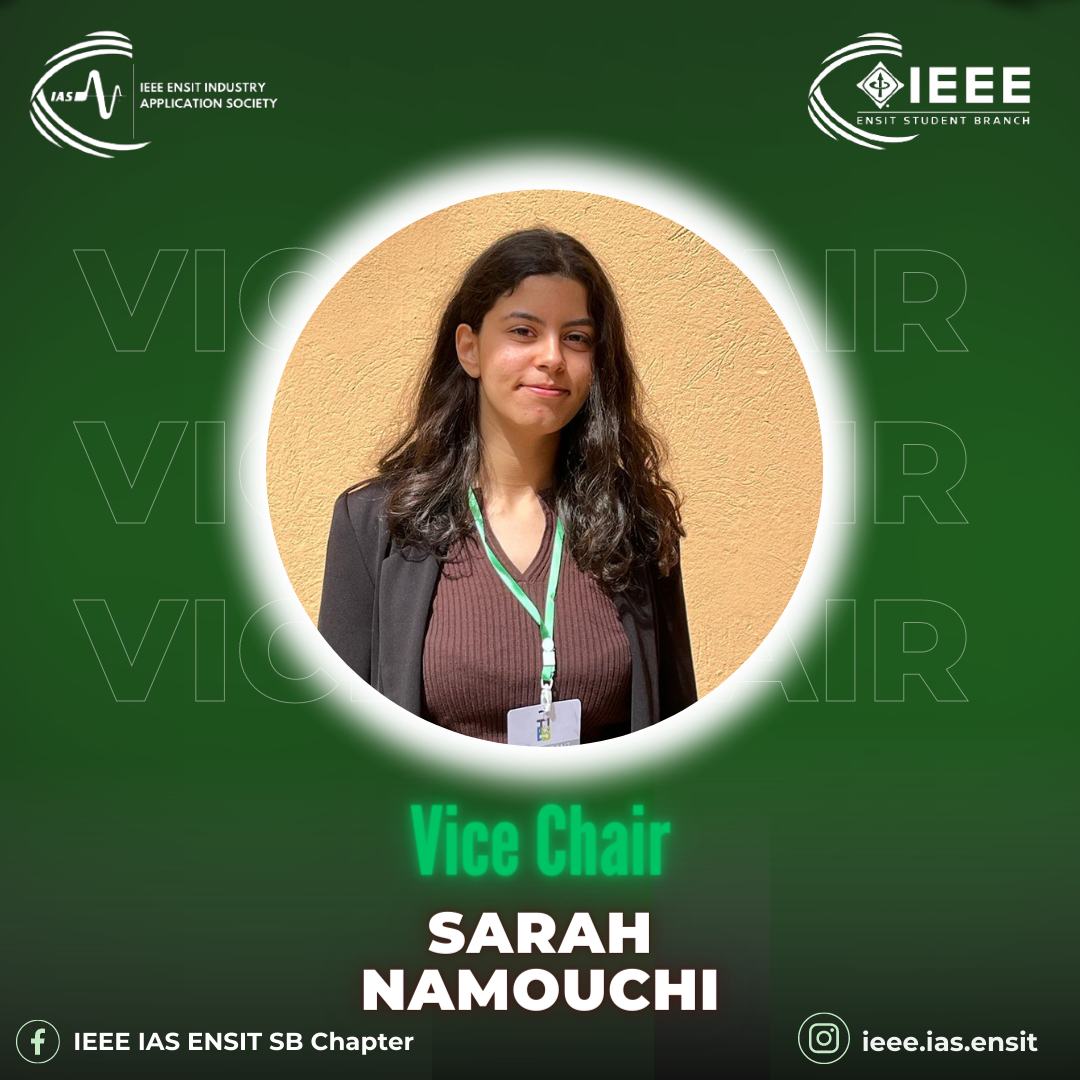 IAS
IEEE ENSIT INDUSTRY
APPLICATION SOCIETY
IEEE
ENSIT STUDENT BRANCH
Vice Chair
SARAH
NAMOUCHI
IEEE IAS ENSIT SB Chapter
ieee.ias.ensit